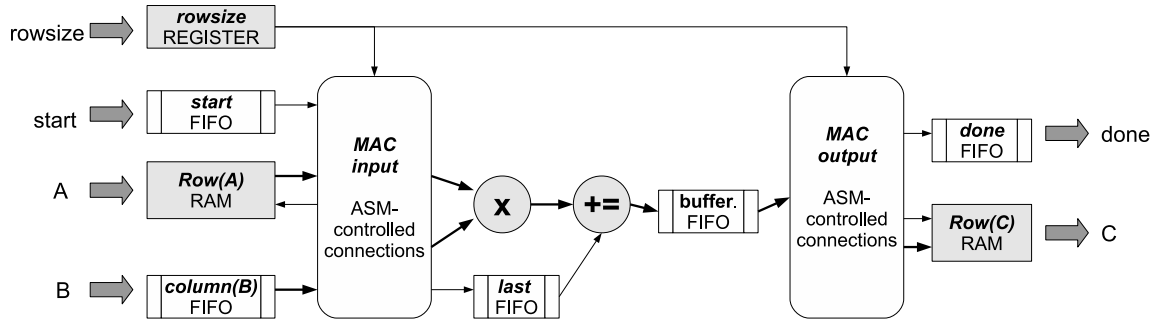 rowsize
rowsize
REGISTER
start
start
FIFO
A
Row(A)
RAM
B
column(B)
FIFO
MAC
input
ASM-
controlled
connections
x
+=
last
FIFO
buffer.
FIFO
MAC
output
ASM-
controlled
connections
done
FIFO
done
Row(C)
RAM
C